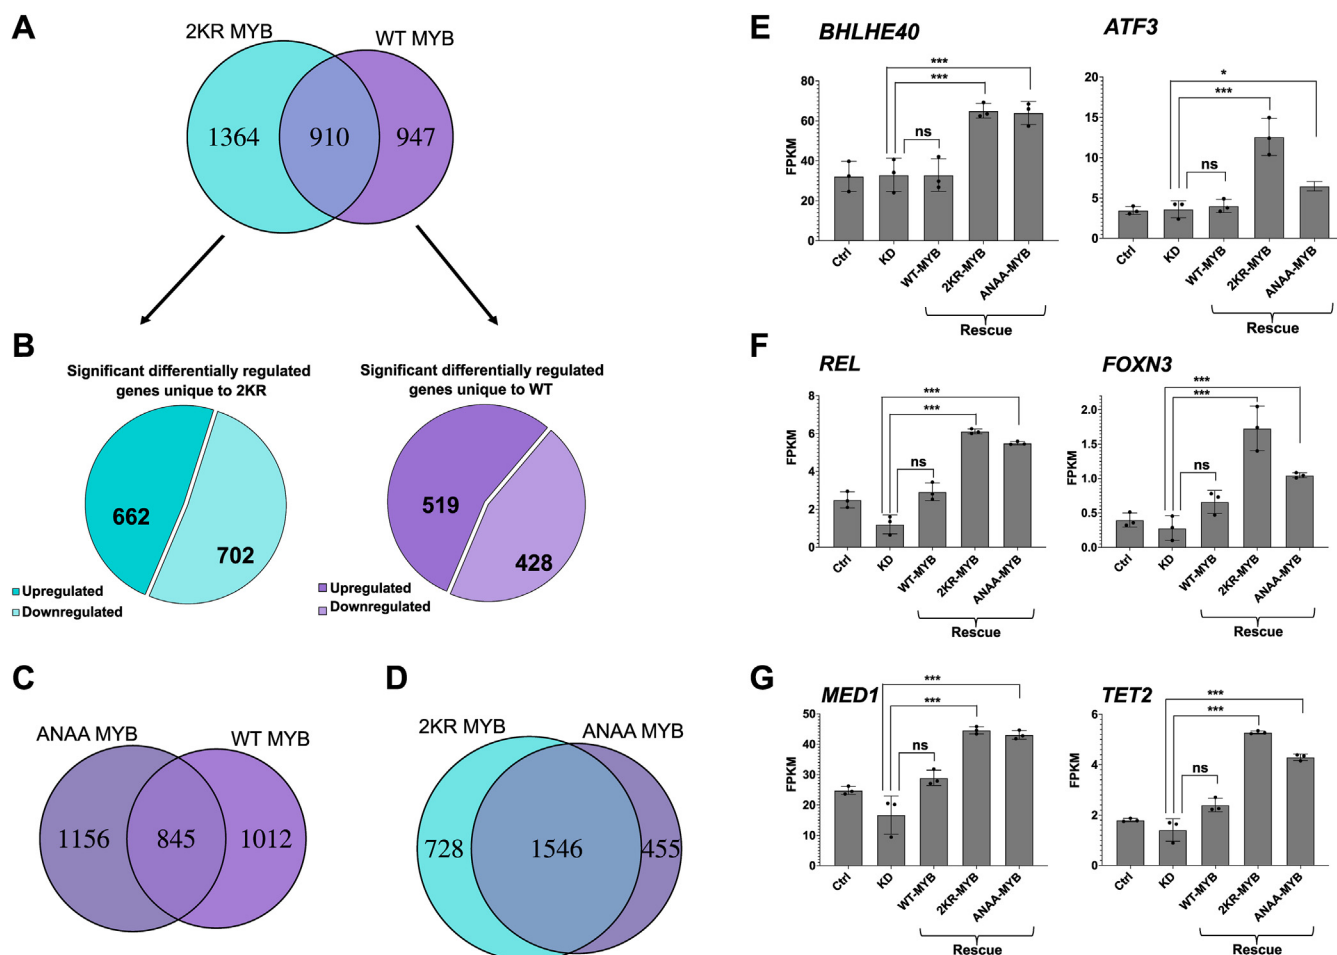 A
2KR MYB
WT MYB
1364
910
947
B
Significant differentially regulated
genes unique to 2KR
662
702
Upregulated
Downregulated
Significant differentially regulated
genes unique to WT
519
428
Upregulated
Downregulated
C
ANAA MYB
WT MYB
1156
845
1012
D
2KR MYB
ANAA MYB
728
1546
455
E
BHLHE40
FPKM
80
60
40
20
0
***
***
ns
Ctrl
KD
WT-MYB
2KR-MYB
ANAA-MYB
Rescue
ATF3
FPKM
20
15
10
5
0
*
***
ns
Ctrl
KD
WT-MYB
2KR-MYB
ANAA-MYB
Rescue
F
REL
FPKM
8
6
4
2
0
***
***
ns
Ctrl
KD
WT-MYB
2KR-MYB
ANAA-MYB
Rescue
FOXN3
FPKM
2.0
1.5
1.0
0.5
0.0
***
***
ns
Ctrl
KD
WT-MYB
2KR-MYB
ANAA-MYB
Rescue
G
MED1
FPKM
50
40
30
20
10
0
***
***
ns
Ctrl
KD
WT-MYB
2KR-MYB
ANAA-MYB
Rescue
TET2
FPKM
6
4
2
0
***
***
ns
Ctrl
KD
WT-MYB
2KR-MYB
ANAA-MYB
Rescue